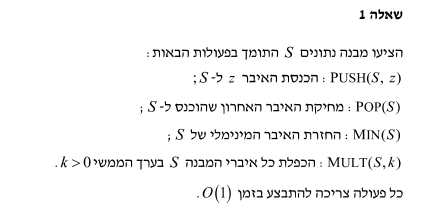 שאלה 1
הציעו מבנה נתונים S התומך בפעולות הבאות:
PUSH(S, z) : הכנסת האיבר z ל-S;
POP(S) : מחיקת האיבר האחרון שהוכנס ל-S;
MIN(S) : החזרת האיבר המינימלי של S;
MULT(S,k) : הכפלת כל איברי המבנה S בערך הממשי k>0.
כל פעולה צריכה להתבצע בזמן O(1).